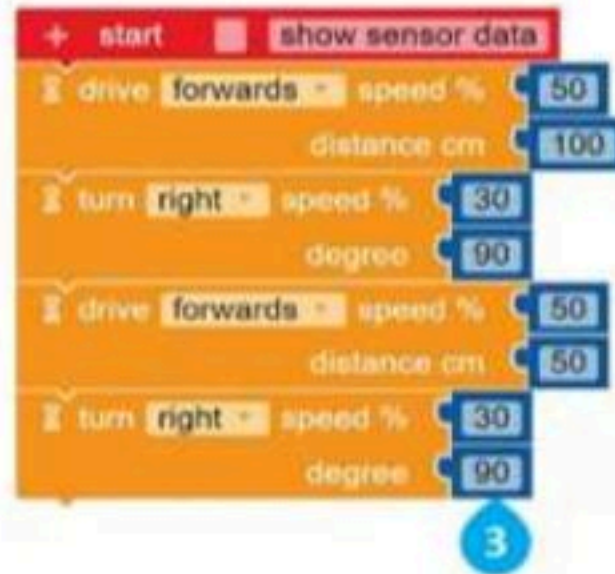 + start show sensor data
drive forwards speed % 50
distance cm 100
turn right speed % 30
degree 90
drive forwards speed % 50
distance cm 50
turn right speed % 30
degree 90
3